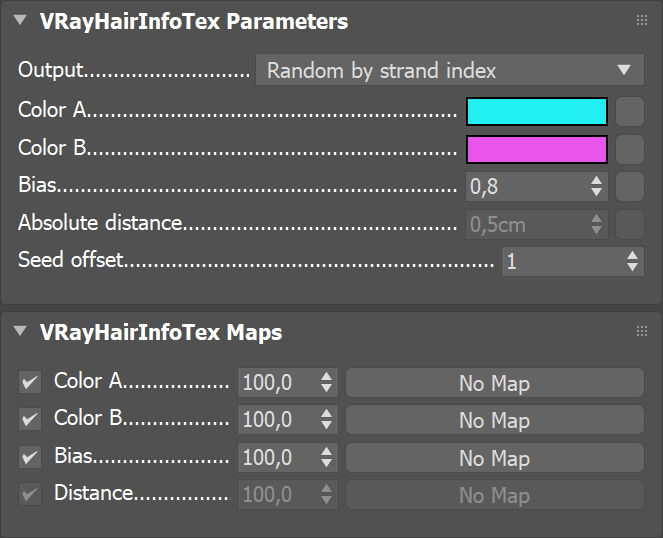 VRayHairInfoTex Parameters
Output............................ Random by strand index
Color A...............................................................
Color B...............................................................
Bias.................................................................... 0,8
Absolute distance............................................... 0,5cm
Seed offset............................................................... 1
VRayHairInfoTex Maps
Color A.................. 100,0 No Map
Color B.................. 100,0 No Map
Bias....................... 100,0 No Map
Distance................ 100,0 No Map